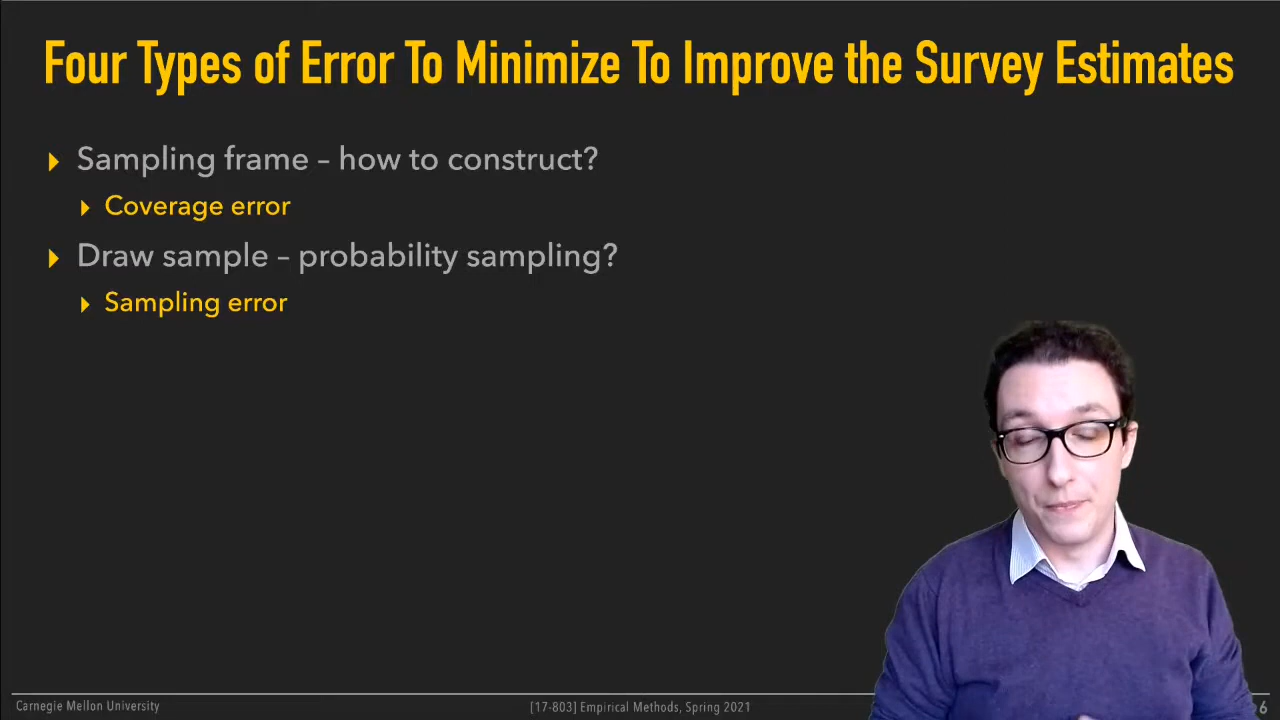 Four Types of Error To Minimize To Improve the Survey Estimates
Sampling frame – how to construct?
Coverage error
Draw sample – probability sampling?
Sampling error
Carnegie Mellon University
[17-803] Empirical Methods, Spring 2021
6